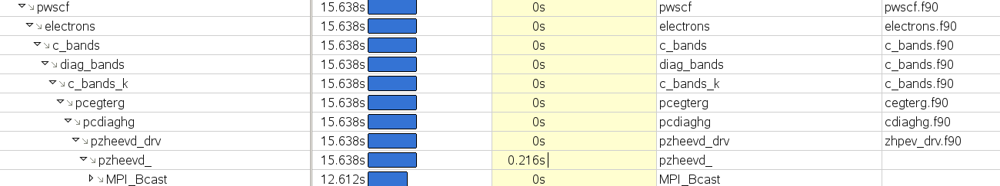 pwscf 15.638s 0s pwscf pwscf.f90
electrons 15.638s 0s electrons electrons.f90
c_bands 15.638s 0s c_bands c_bands.f90
diag_bands 15.638s 0s diag_bands c_bands.f90
c_bands_k 15.638s 0s c_bands_k c_bands.f90
pcegterg 15.638s 0s pcegterg cegterg.f90
pcdiaghg 15.638s 0s pcdiaghg cdiaghg.f90
pzheevd_drv 15.638s 0s pzheevd_drv zhpev_drv.f90
pzheevd_ 15.638s 0.216s pzheevd_
MPI_Bcast 12.612s 0s MPI_Bcast